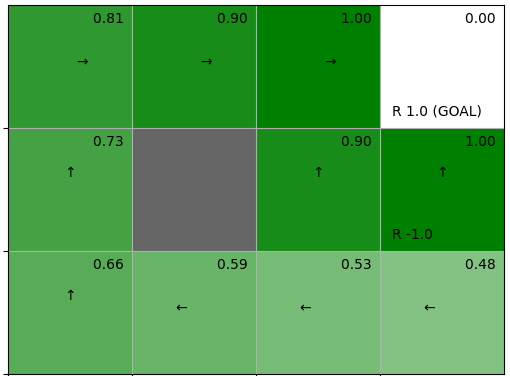 0.81 0.90 1.00 0.00
→ → →
R 1.0 (GOAL)
0.73 0.90 1.00
↑ ↑ ↑
R -1.0
0.66 0.59 0.53 0.48
↑ ← ← ←